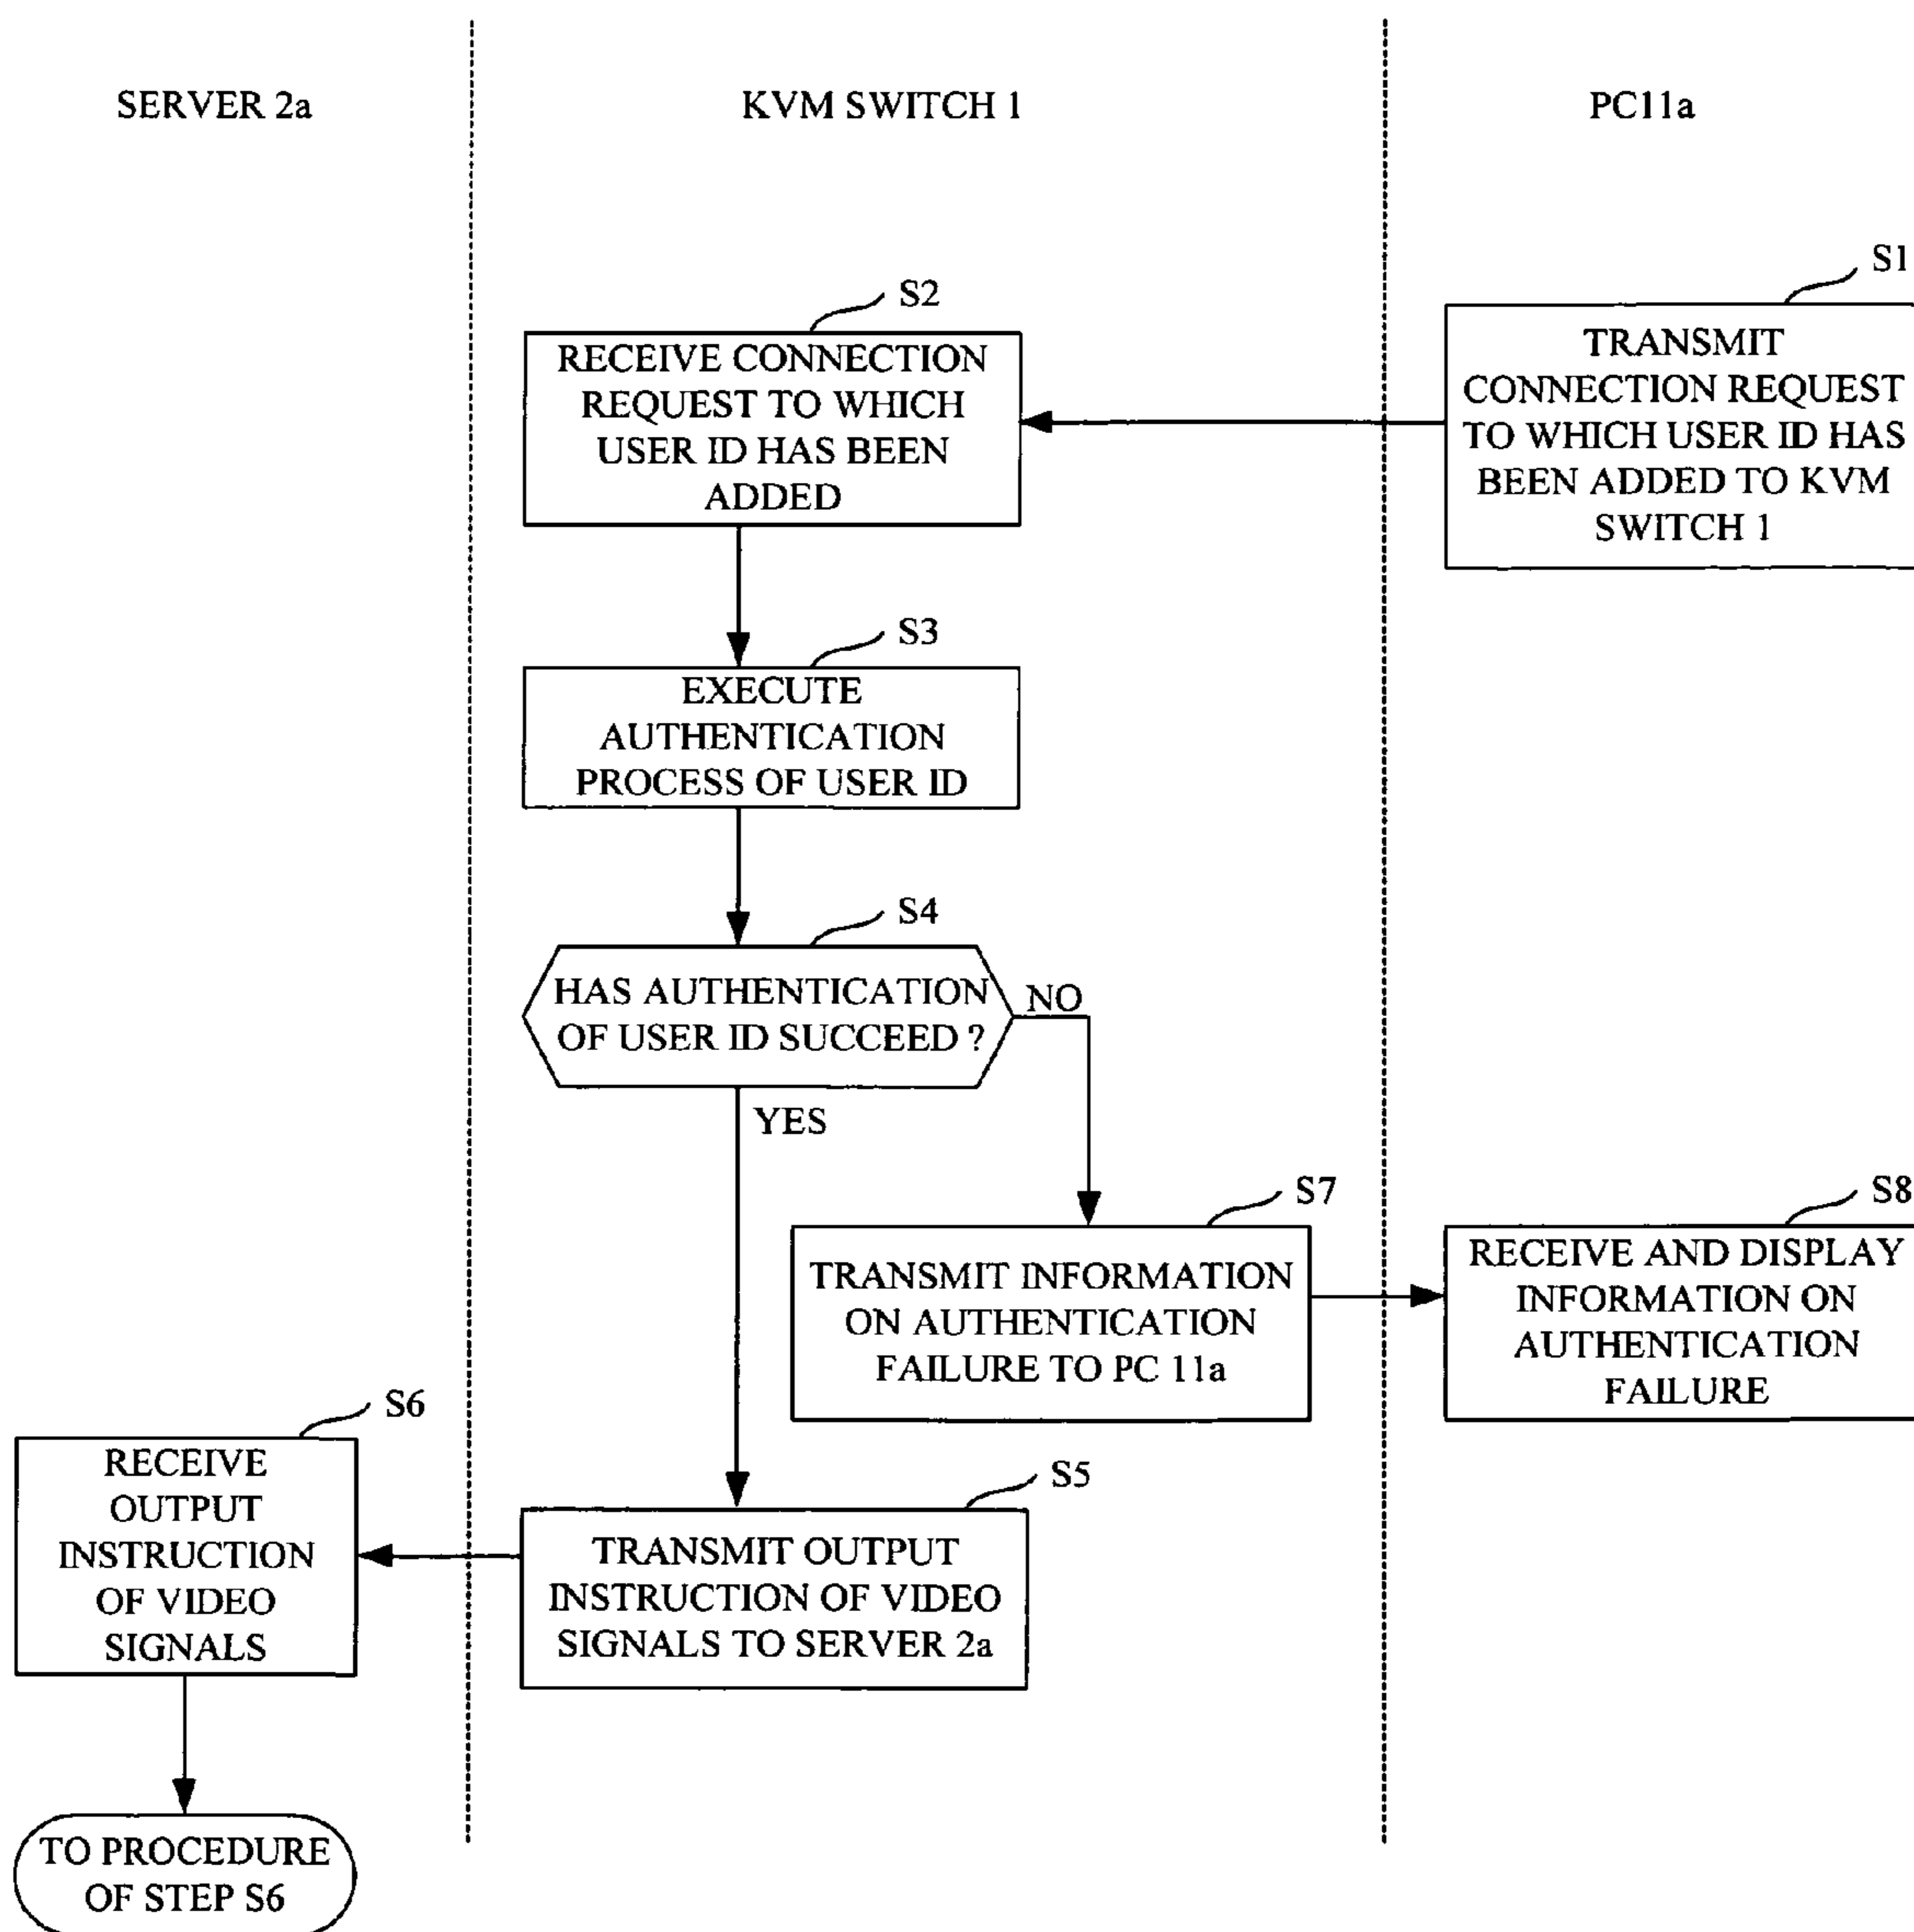 SERVER 2a
KVM SWITCH 1
PC11a
S1
TRANSMIT
CONNECTION REQUEST
TO WHICH USER ID HAS
BEEN ADDED TO KVM
SWITCH 1
S2
RECEIVE CONNECTION
REQUEST TO WHICH
USER ID HAS BEEN
ADDED
S3
EXECUTE
AUTHENTICATION
PROCESS OF USER ID
S4
HAS AUTHENTICATION
OF USER ID SUCCEED ?
NO
YES
S7
TRANSMIT INFORMATION
ON AUTHENTICATION
FAILURE TO PC 11a
S8
RECEIVE AND DISPLAY
INFORMATION ON
AUTHENTICATION
FAILURE
S5
TRANSMIT OUTPUT
INSTRUCTION OF VIDEO
SIGNALS TO SERVER 2a
S6
RECEIVE
OUTPUT
INSTRUCTION
OF VIDEO
SIGNALS
TO PROCEDURE
OF STEP S6